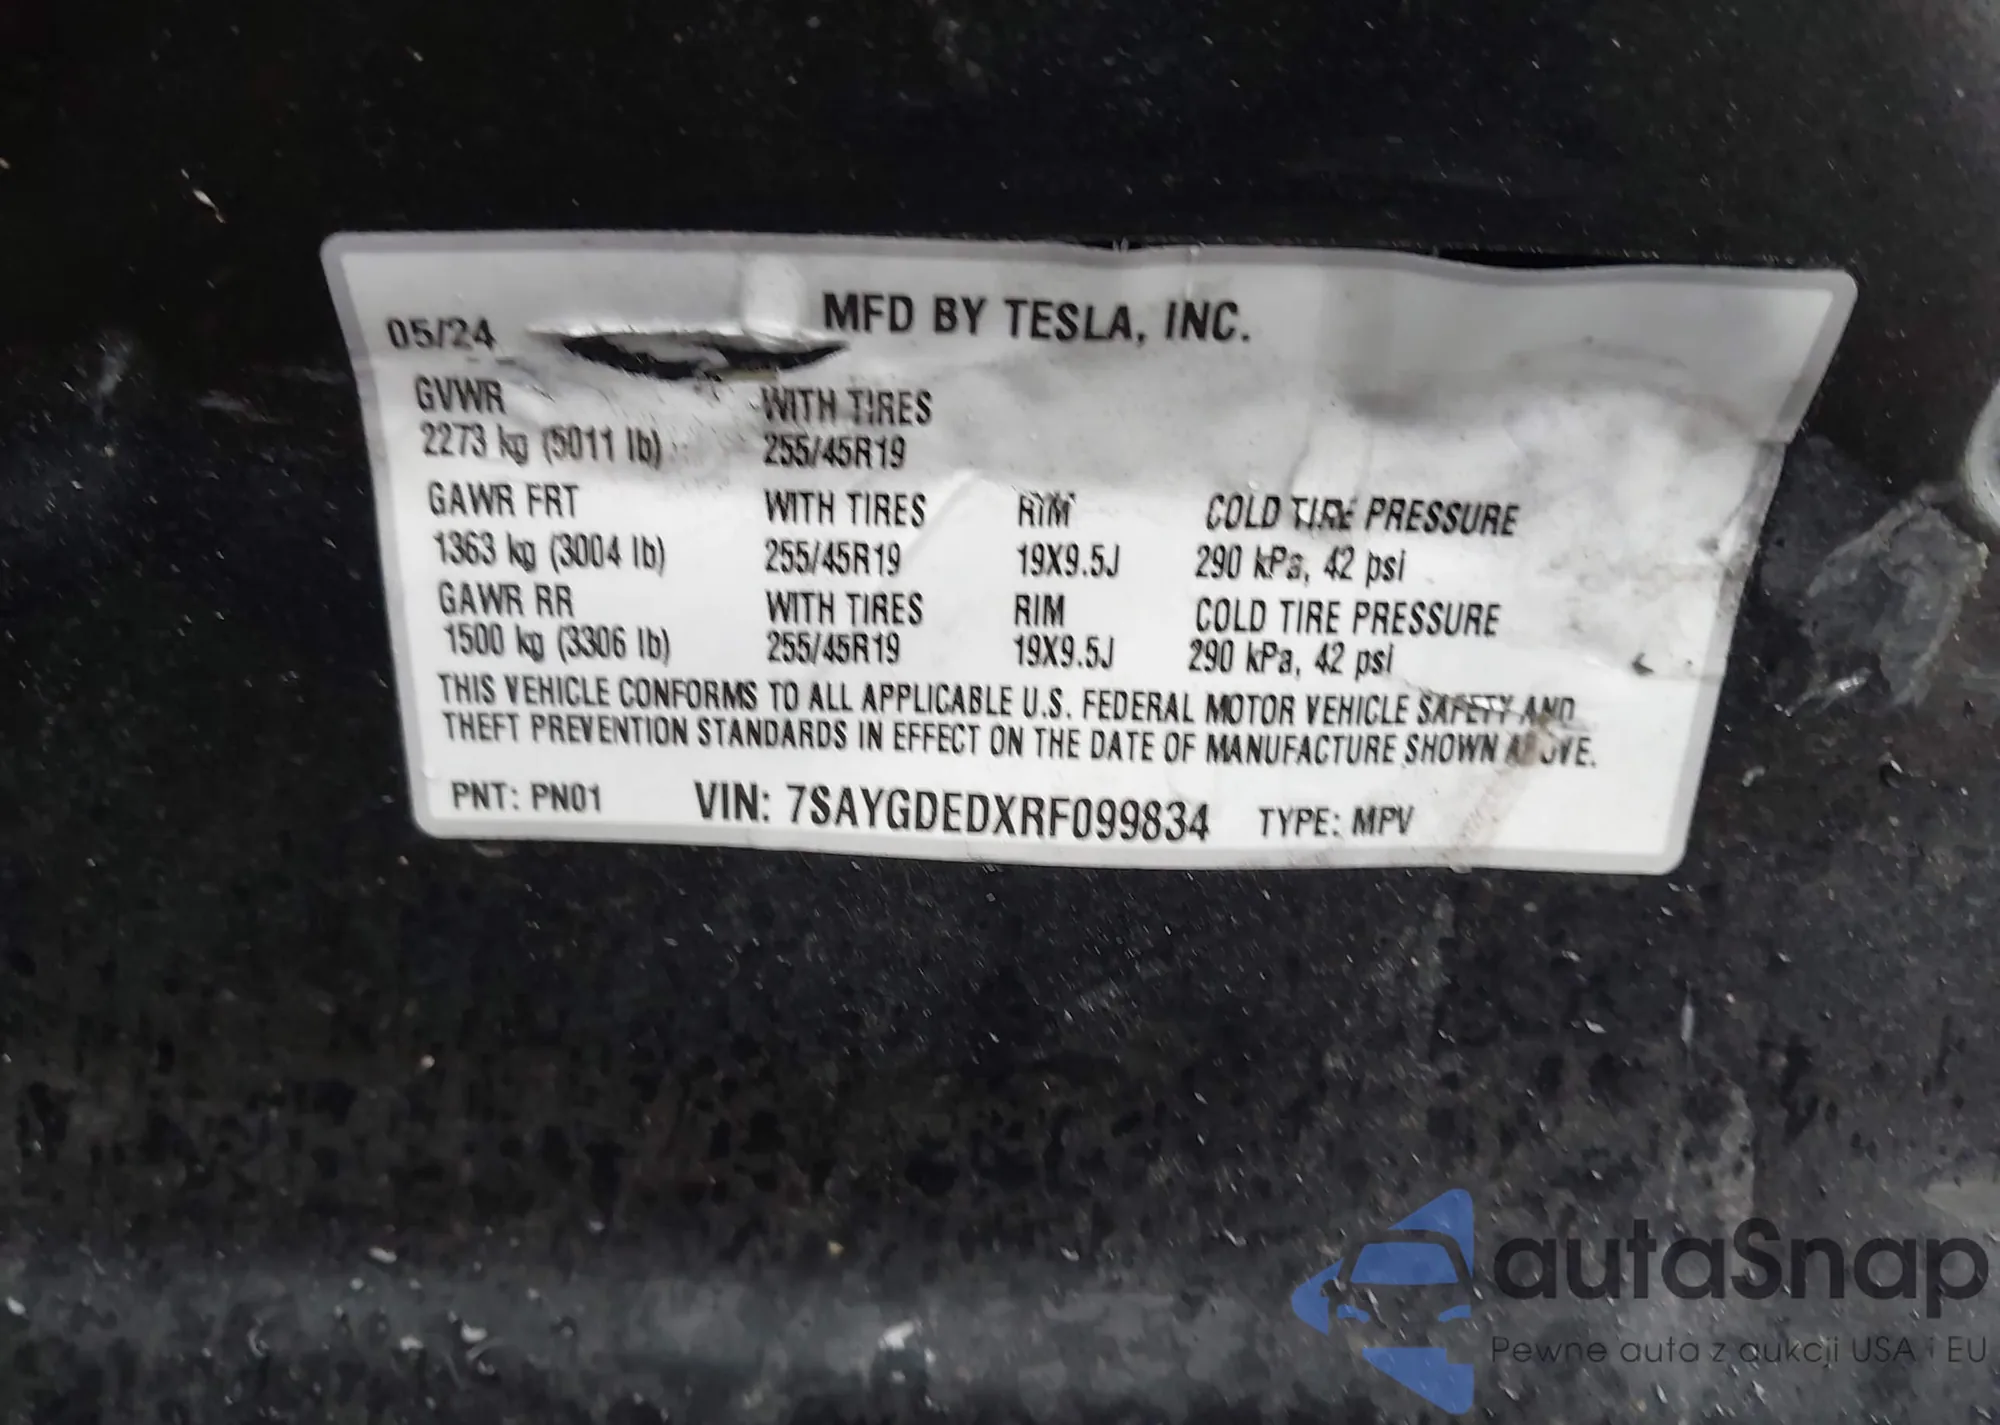 MFD BY TESLA, INC.
05/24
GVWR WITH TIRES
2273 kg (5011 lb) 255/45R19
GAWR FRT WITH TIRES RIM COLD TIRE PRESSURE
1363 kg (3004 lb) 255/45R19 19X9.5J 290 kPa, 42 psi
GAWR RR WITH TIRES RIM COLD TIRE PRESSURE
1500 kg (3306 lb) 255/45R19 19X9.5J 290 kPa, 42 psi
THIS VEHICLE CONFORMS TO ALL APPLICABLE U.S. FEDERAL MOTOR VEHICLE SAFETY AND
THEFT PREVENTION STANDARDS IN EFFECT ON THE DATE OF MANUFACTURE SHOWN ABOVE.
PNT: PN01 VIN: 7SAYGDEDXRF099834 TYPE: MPV
autaSnap
Pewne auta z aukcji USA i EU